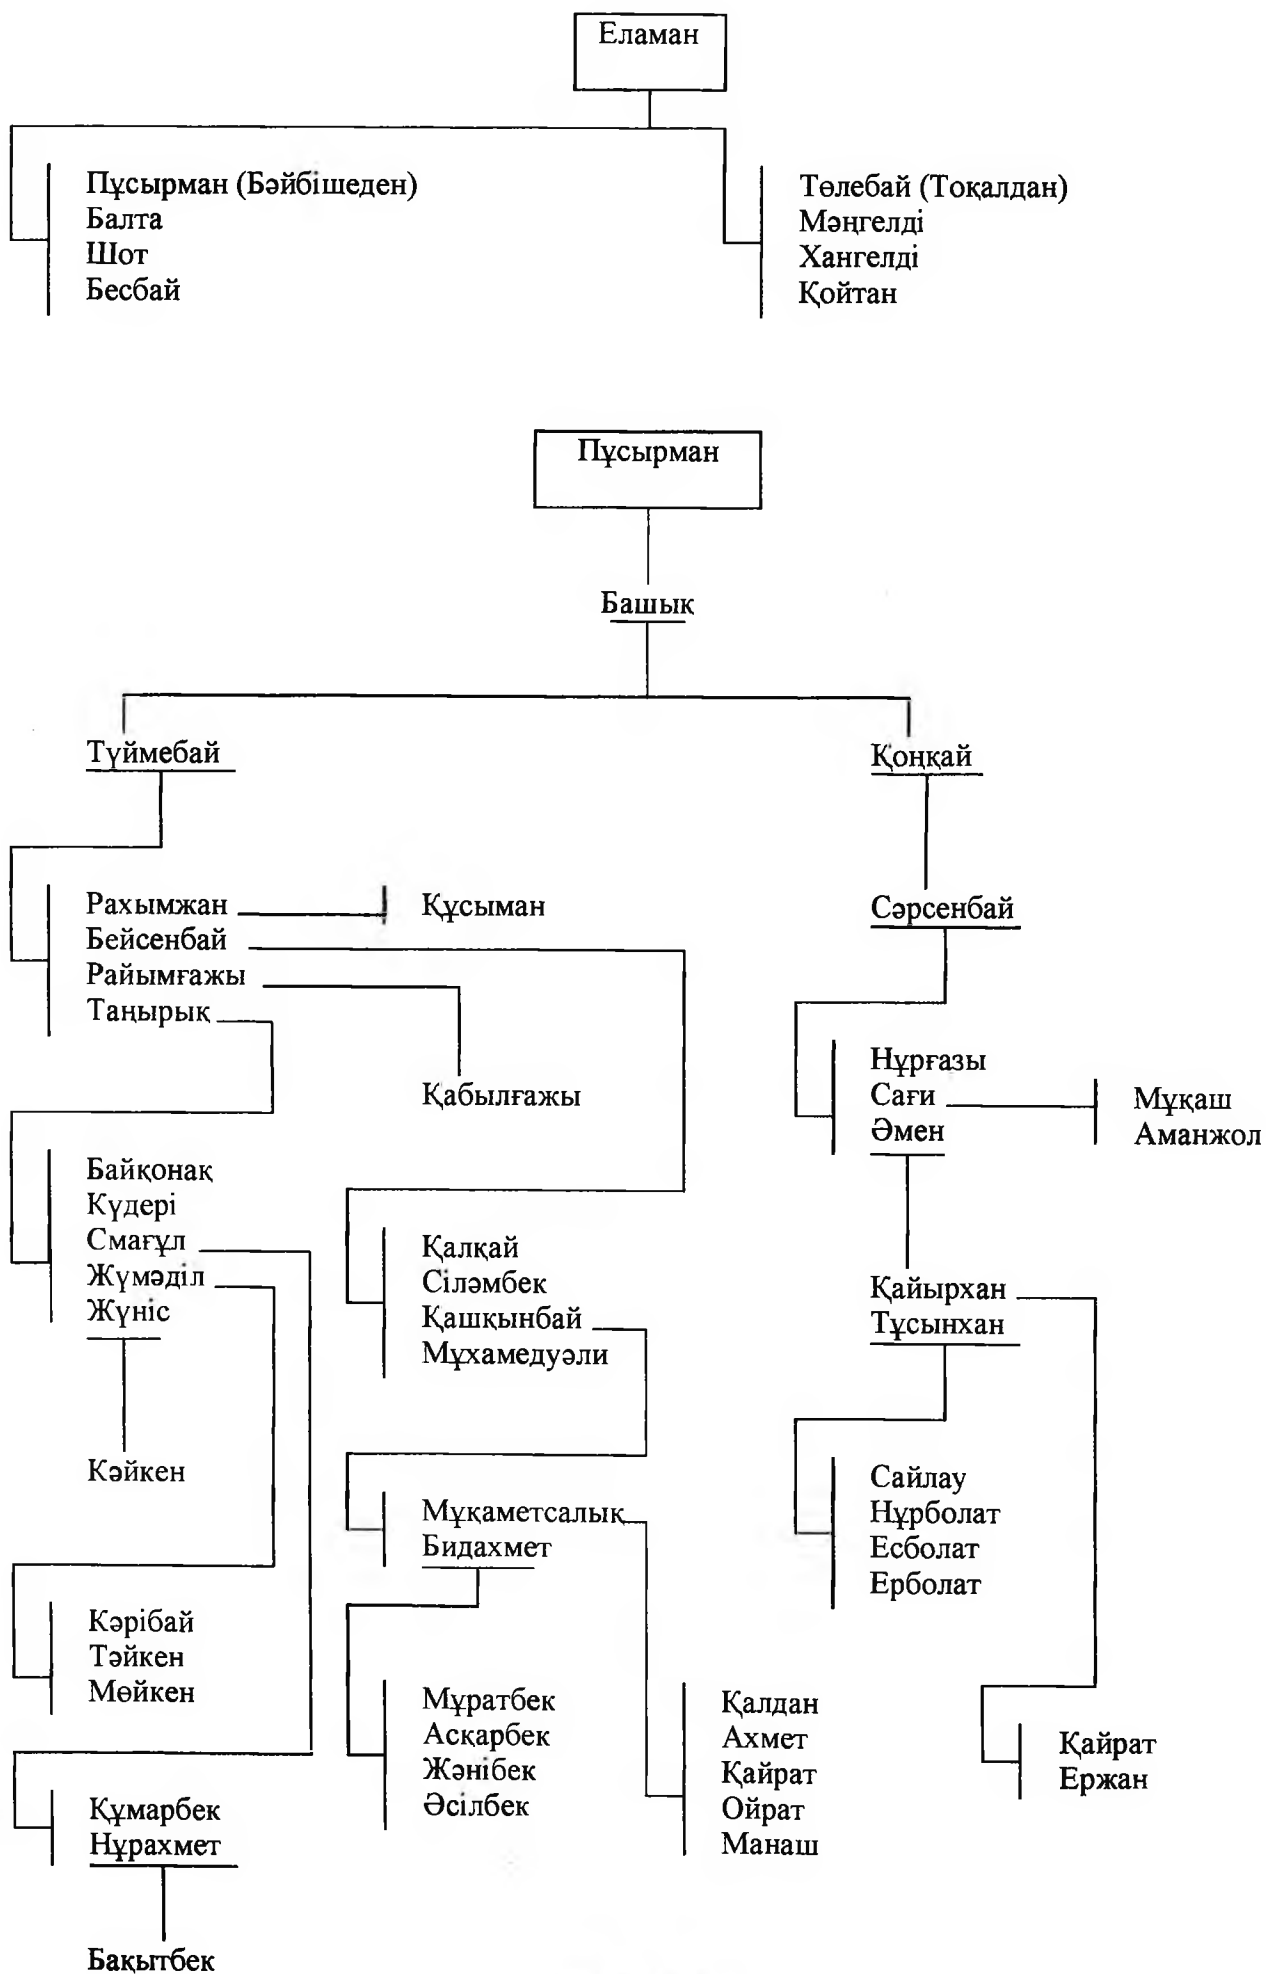 Еламан
Пұсырман (Бәйбішеден)
Балта
Шот
Бесбай
Төлебай (Тоқалдан)
Мәңгелді
Хангелді
Қойтан
Пұсырман
Башық
Түймебай
Қоңқай
Рахымжан
Бейсенбай
Райымғажы
Таңырық
Құсыман
Қабылғажы
Сәрсенбай
Нұрғазы
Сағи
Әмен
Мұқаш
Аманжол
Байқонақ
Күдері
Смағұл
Жүмәділ
Жүніс
Қалқай
Сіләмбек
Қашқынбай
Мұхамедуәли
Қайырхан
Тұсынхан
Кәйкен
Мұқаметсалық
Бидахмет
Сайлау
Нұрболат
Есболат
Ерболат
Кәрібай
Тәйкен
Мөйкен
Мұратбек
Асқарбек
Жәнібек
Әсілбек
Қалдан
Ахмет
Қайрат
Ойрат
Манаш
Қайрат
Ержан
Құмарбек
Нұрахмет
Бақытбек